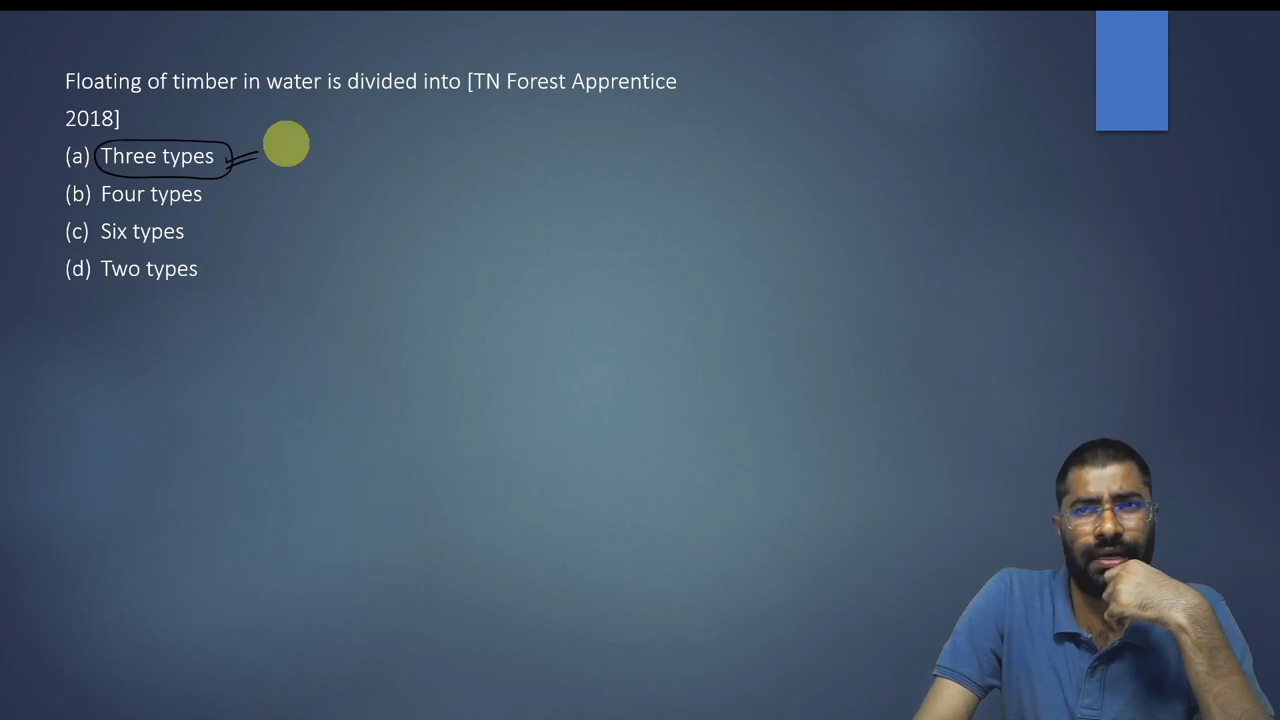 Floating of timber in water is divided into [TN Forest Apprentice
2018]
(a) Three types
(b) Four types
(c) Six types
(d) Two types